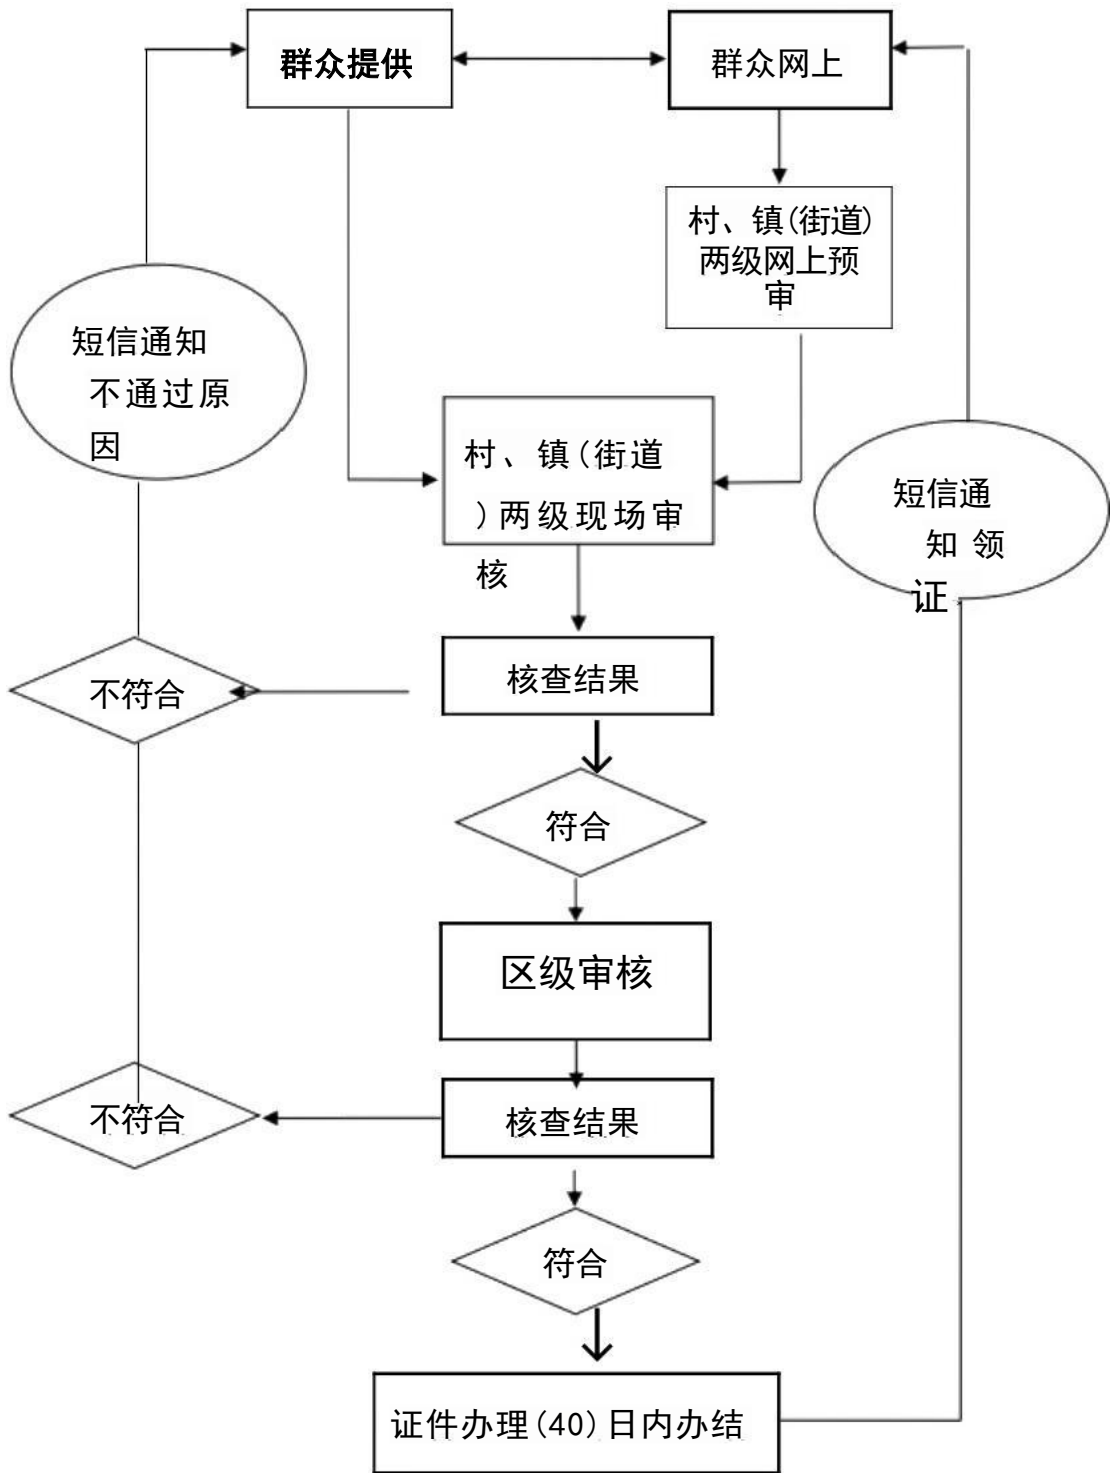 群众提供
群众网上
村、镇(街道)
两级网上预
审
短信通知
不通过原
因
村、镇(街道
)两级现场审
核
短信通
知领
证
不符合
核查结果
符合
区级审核
不符合
核查结果
符合
证件办理(40)日内办结